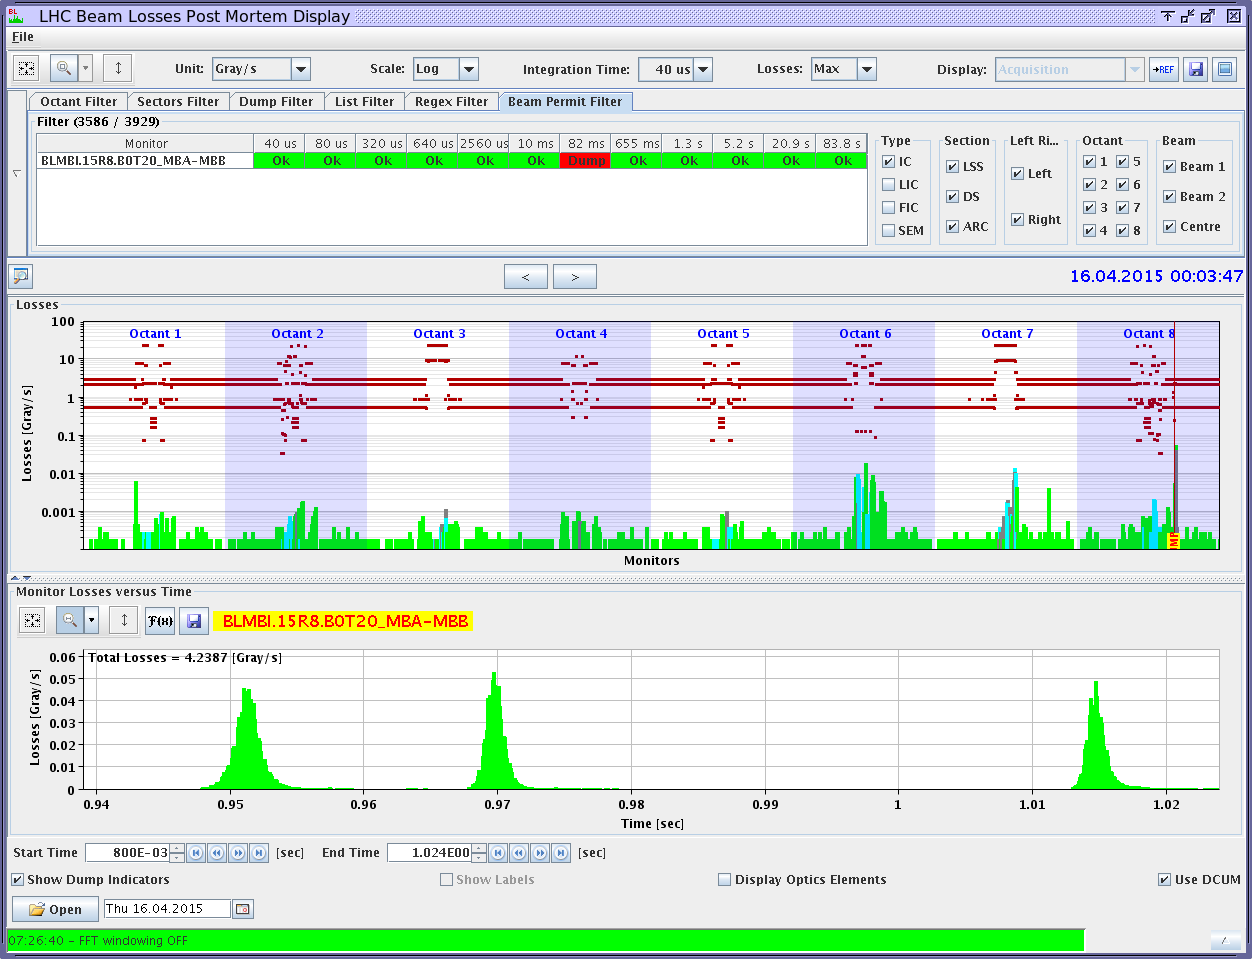 BL LHC Beam Losses Post Mortem Display
File
Unit: Gray/s Scale: Log Integration Time: 40 us Losses: Max Display: Acquisition →REF
Octant Filter Sectors Filter Dump Filter List Filter Regex Filter Beam Permit Filter
Filter (3586 / 3929)
Monitor 40 us 80 us 320 us 640 us 2560 us 10 ms 82 ms 655 ms 1.3 s 5.2 s 20.9 s 83.8 s
BLMBI.15R8.B0T20_MBA-MBB Ok Ok Ok Ok Ok Ok Dump Ok Ok Ok Ok Ok
Type Section Left Ri... Octant Beam
IC LSS Left 1 5 Beam 1
LIC DS 2 6 Beam 2
FIC ARC Right 3 7 Centre
SEM 4 8
< > 16.04.2015 00:03:47
Losses
Octant 1 Octant 2 Octant 3 Octant 4 Octant 5 Octant 6 Octant 7 Octant 8
100
10
1
0.1
0.01
0.001
Losses [Gray/s]
Monitors
Monitor Losses versus Time
F(x) BLMBI.15R8.B0T20_MBA-MBB
Total Losses = 4.2387 [Gray/s]
0.06
0.05
0.04
0.03
0.02
0.01
0
Losses [Gray/s]
0.94 0.95 0.96 0.97 0.98 0.99 1 1.01 1.02
Time [sec]
Start Time 800E-03 [sec] End Time 1.024E00 [sec]
Show Dump Indicators Show Labels Display Optics Elements Use DCUM
Open Thu 16.04.2015
07:26:40 - FFT windowing OFF